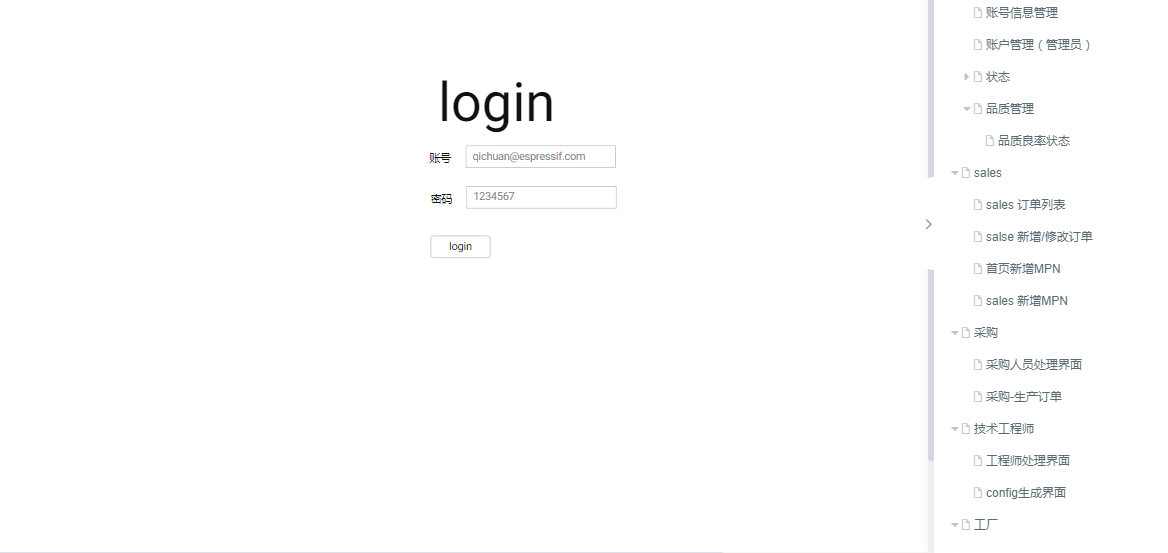 login
账号
qichuan@espressif.com
密码
1234567
login
账号信息管理
账户管理（管理员）
状态
品质管理
品质良率状态
sales
sales 订单列表
salse 新增/修改订单
首页新增MPN
sales 新增MPN
采购
采购人员处理界面
采购-生产订单
技术工程师
工程师处理界面
config生成界面
工厂